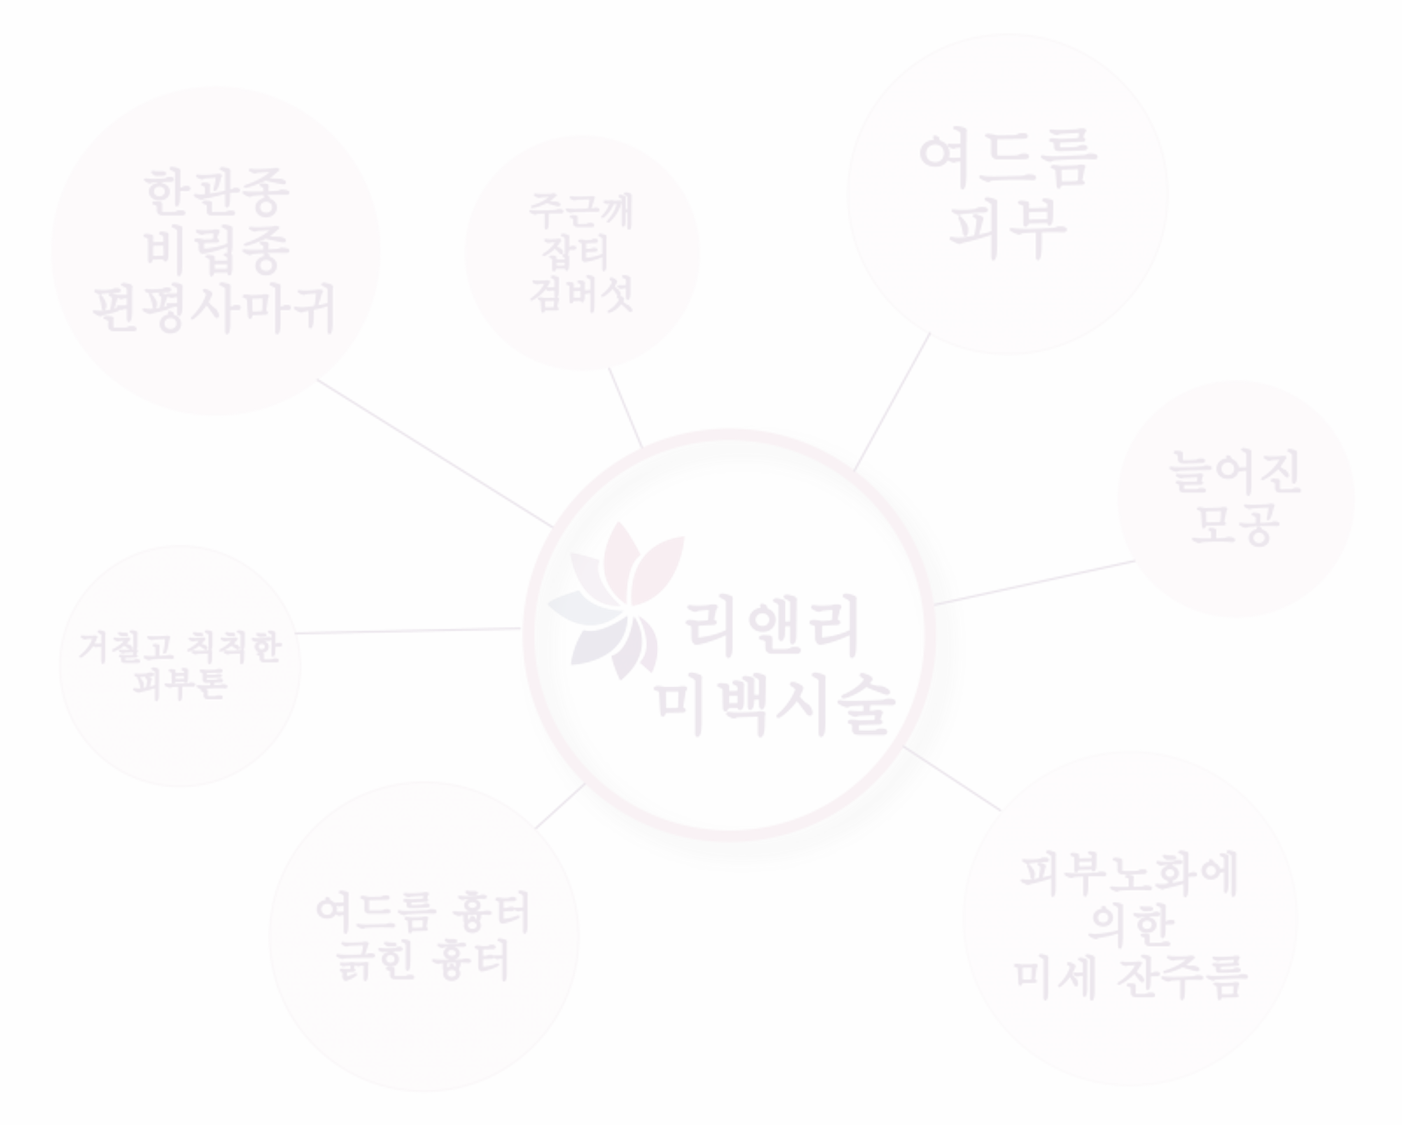 한관종
비립종
편평사마귀
주근깨
잡티
검버섯
여드름
피부
늘어진
모공
리앤리
미백시술
거칠고 칙칙한
피부톤
여드름 흉터
긁힌 흉터
피부노화에
의한
미세 잔주름